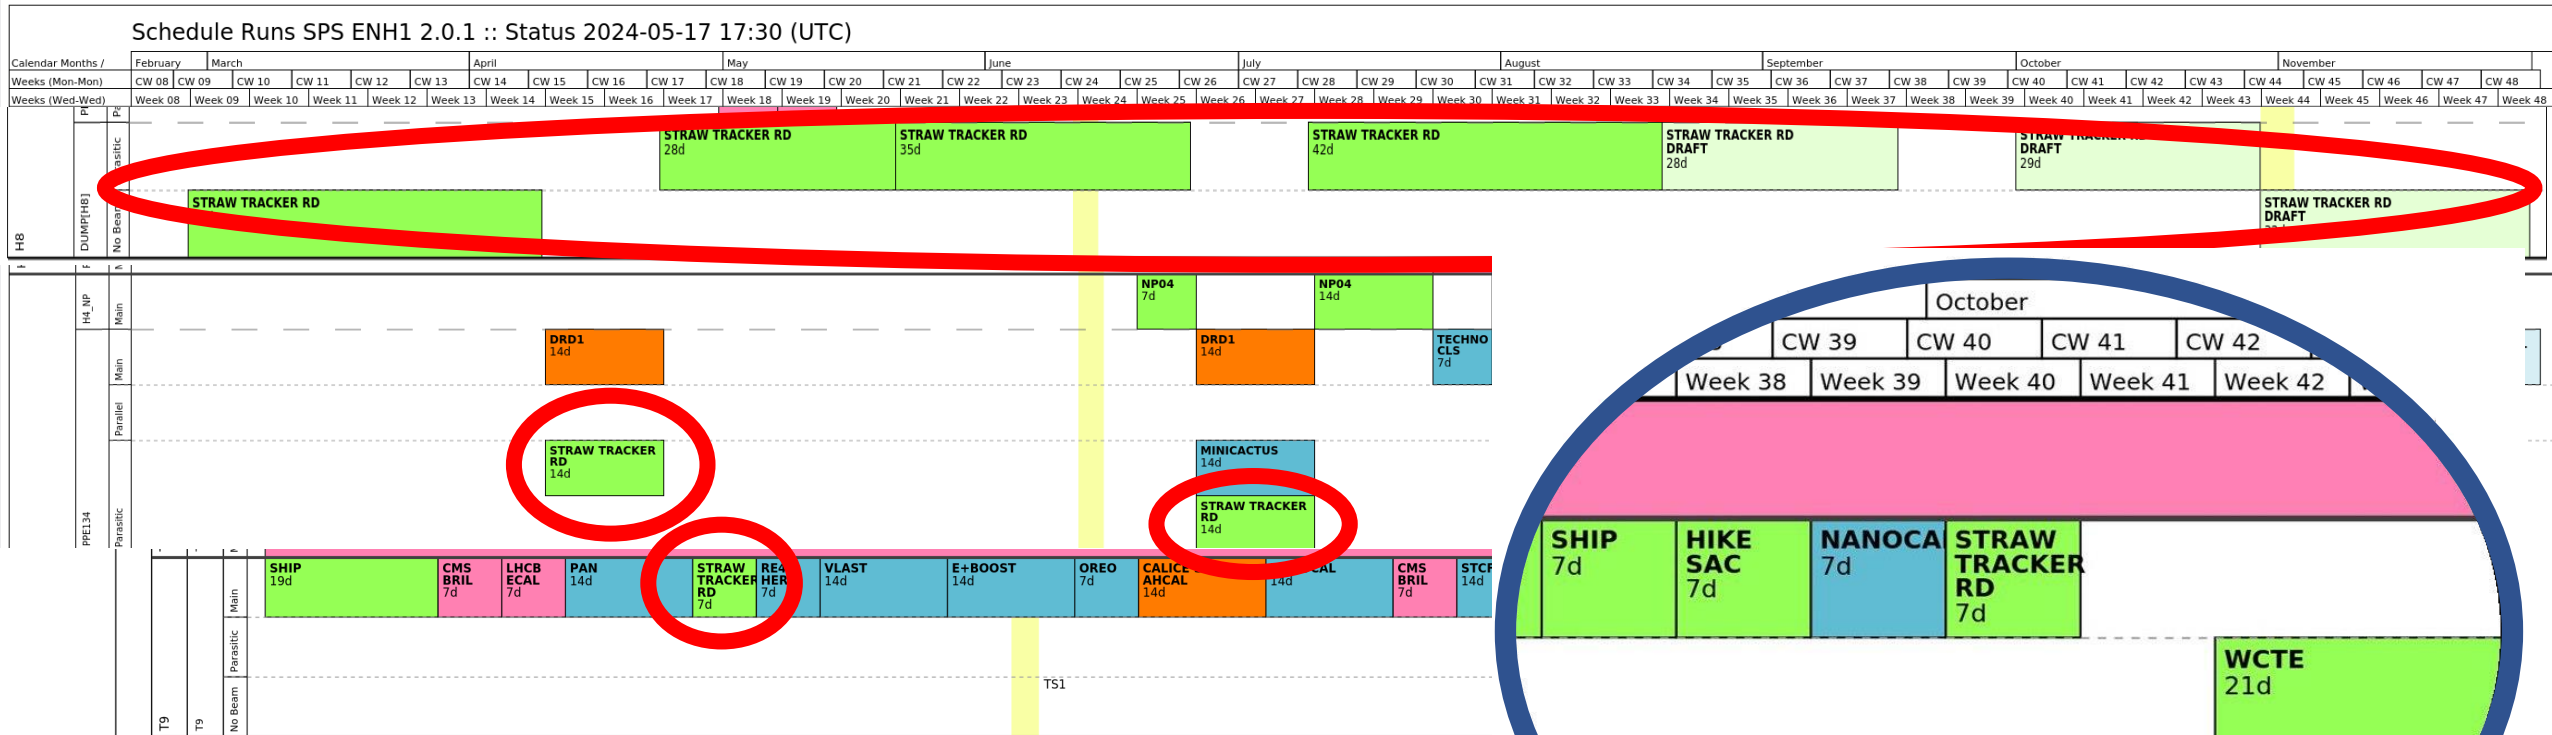 Schedule Runs SPS ENH1 2.0.1 :: Status 2024-05-17 17:30 (UTC)
Calendar Months / February March April May June July August September October November
Weeks (Mon-Mon) CW 08 CW 09 CW 10 CW 11 CW 12 CW 13 CW 14 CW 15 CW 16 CW 17 CW 18 CW 19 CW 20 CW 21 CW 22 CW 23 CW 24 CW 25 CW 26 CW 27 CW 28 CW 29 CW 30 CW 31 CW 32 CW 33 CW 34 CW 35 CW 36 CW 37 CW 38 CW 39 CW 40 CW 41 CW 42 CW 43 CW 44 CW 45 CW 46 CW 47 CW 48
Weeks (Wed-Wed) Week 08 Week 09 Week 10 Week 11 Week 12 Week 13 Week 14 Week 15 Week 16 Week 17 Week 18 Week 19 Week 20 Week 21 Week 22 Week 23 Week 24 Week 25 Week 26 Week 27 Week 28 Week 29 Week 30 Week 31 Week 32 Week 33 Week 34 Week 35 Week 36 Week 37 Week 38 Week 39 Week 40 Week 41 Week 42 Week 43 Week 44 Week 45 Week 46 Week 47 Week 48
H8
DUMP[H8]
No Beam
STRAW TRACKER RD
28d
STRAW TRACKER RD
35d
STRAW TRACKER RD
42d
STRAW TRACKER RD
DRAFT
28d
STRAW TRACKER RD
DRAFT
29d
STRAW TRACKER RD
STRAW TRACKER RD
DRAFT
H4_NP
Main
NP04
7d
NP04
14d
PPE134
Main
DRD1
14d
DRD1
14d
TECHNO
CLS
7d
Parallel
Parasitic
STRAW TRACKER
RD
14d
MINICACTUS
14d
STRAW TRACKER
RD
14d
T9
T9
Main
SHIP
19d
CMS
BRIL
7d
LHCB
ECAL
7d
PAN
14d
STRAW
TRACKER
RD
7d
7d
VLAST
14d
E+BOOST
14d
OREO
7d
CALICE
AHCAL
14d
14d
CMS
BRIL
7d
14d
Parasitic
No Beam
TS1
October
CW 39 CW 40 CW 41 CW 42
Week 38 Week 39 Week 40 Week 41 Week 42
SHIP
7d
HIKE
SAC
7d
NANOCAL
7d
STRAW
TRACKER
RD
7d
WCTE
21d